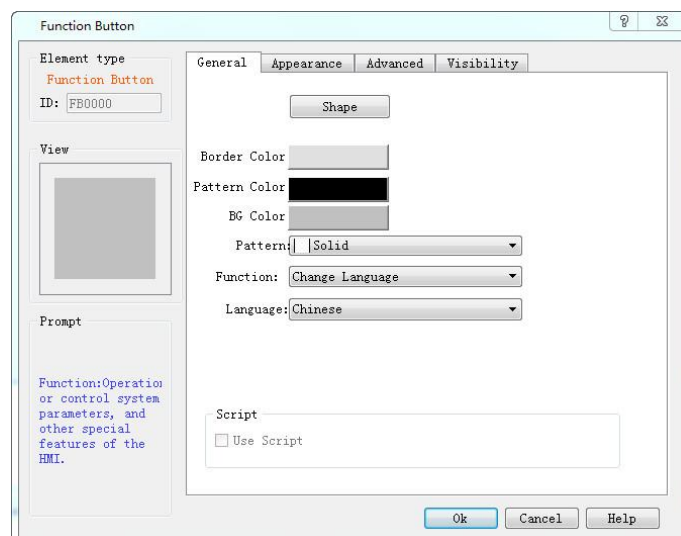 Function Button
Element type
Function Button
ID: FB0000
View
Prompt
Function:Operation
or control system
parameters, and
other special
features of the
HMI.
General Appearance Advanced Visibility
Shape
Border Color
Pattern Color
BG Color
Pattern: Solid
Function: Change Language
Language: Chinese
Script
Use Script
Ok Cancel Help